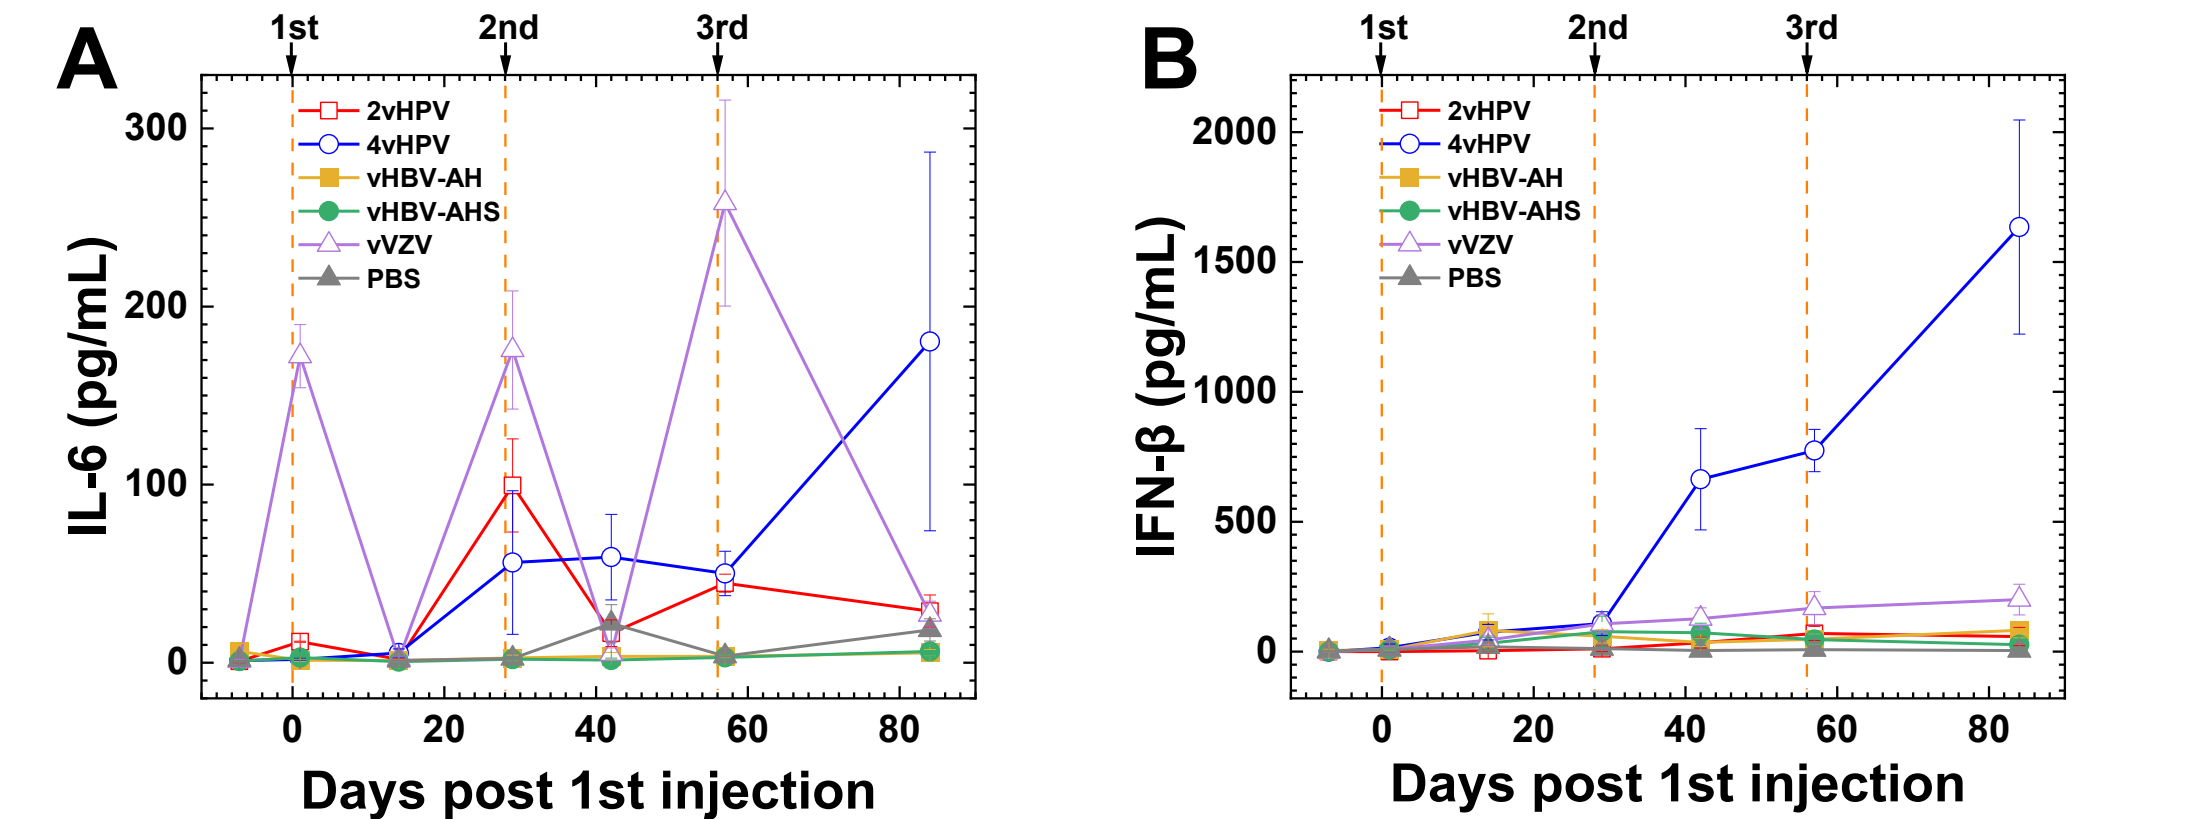 A
1st 2nd 3rd
2vHPV
4vHPV
vHBV-AH
vHBV-AHS
vVZV
PBS
300
200
100
0
IL-6 (pg/mL)
0 20 40 60 80
Days post 1st injection
B
1st 2nd 3rd
2vHPV
4vHPV
vHBV-AH
vHBV-AHS
vVZV
PBS
2000
1500
1000
500
0
IFN-β (pg/mL)
0 20 40 60 80
Days post 1st injection